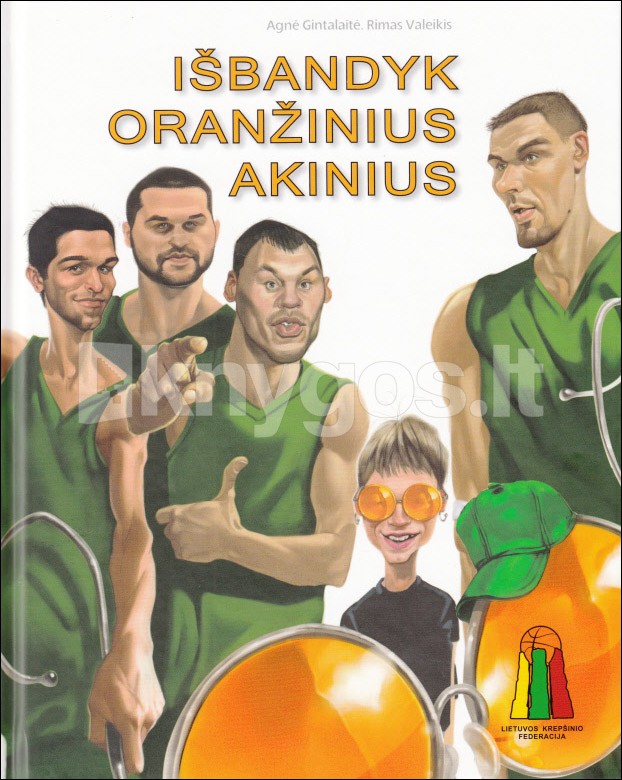 Agnė Gintalaitė. Rimas Valeikis
IŠBANDYK
ORANŽINIUS
AKINIUS
knygos.lt
LIETUVOS KREPŠINIO
FEDERACIJA